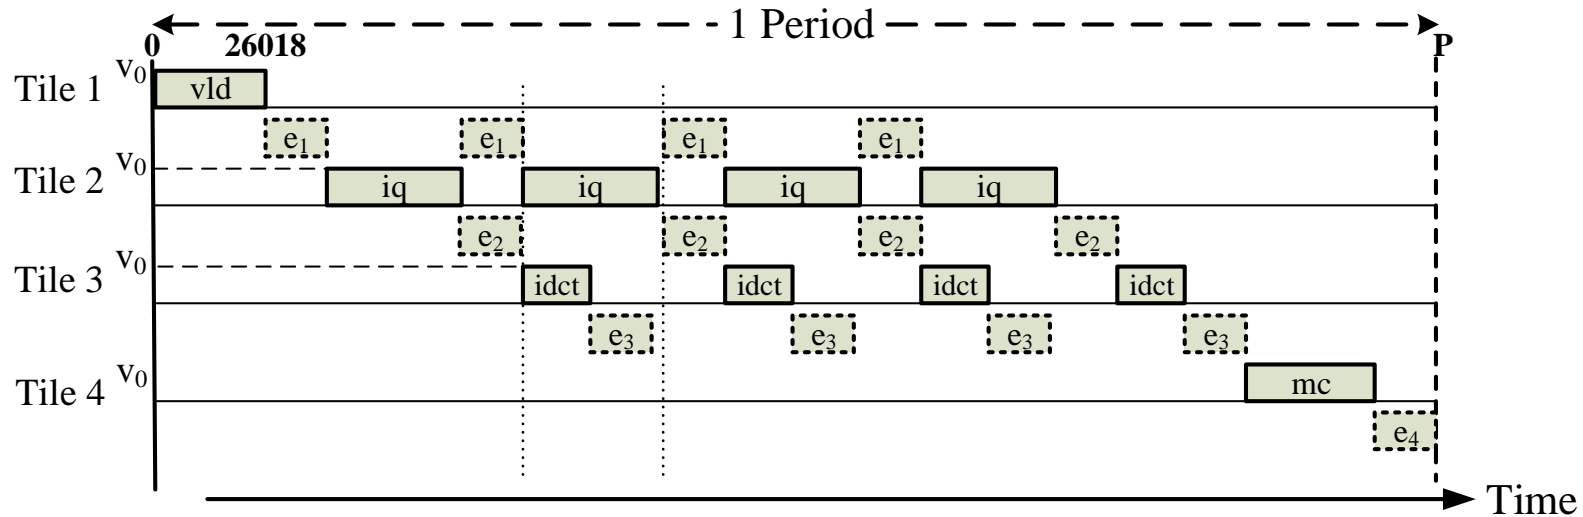 1 Period
0 26018 P
Tile 1 v0 vld
e1 e1 e1 e1
Tile 2 v0 iq iq iq iq
e2 e2 e2 e2
Tile 3 v0 idct idct idct idct
e3 e3 e3 e3
Tile 4 v0 mc
e4
Time